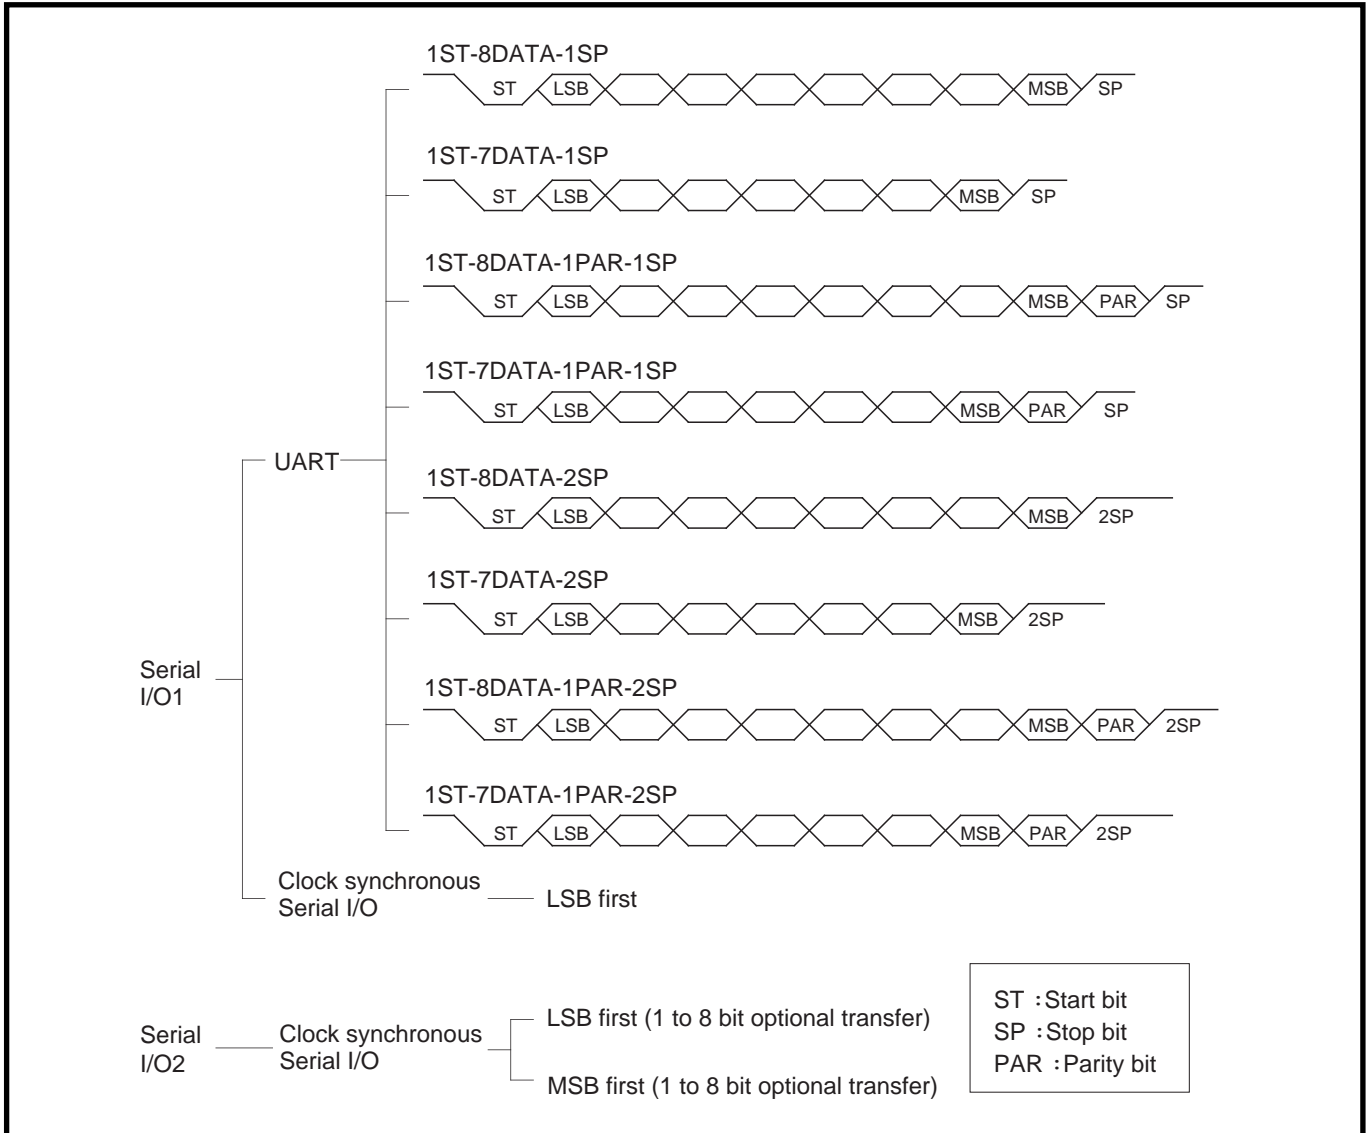 1ST-8DATA-1SP
ST LSB MSB SP
1ST-7DATA-1SP
ST LSB MSB SP
1ST-8DATA-1PAR-1SP
ST LSB MSB PAR SP
1ST-7DATA-1PAR-1SP
ST LSB MSB PAR SP
UART
1ST-8DATA-2SP
ST LSB MSB 2SP
1ST-7DATA-2SP
ST LSB MSB 2SP
Serial
I/O1
1ST-8DATA-1PAR-2SP
ST LSB MSB PAR 2SP
1ST-7DATA-1PAR-2SP
ST LSB MSB PAR 2SP
Clock synchronous
Serial I/O
LSB first
Serial
I/O2
Clock synchronous
Serial I/O
LSB first (1 to 8 bit optional transfer)
MSB first (1 to 8 bit optional transfer)
ST : Start bit
SP : Stop bit
PAR : Parity bit